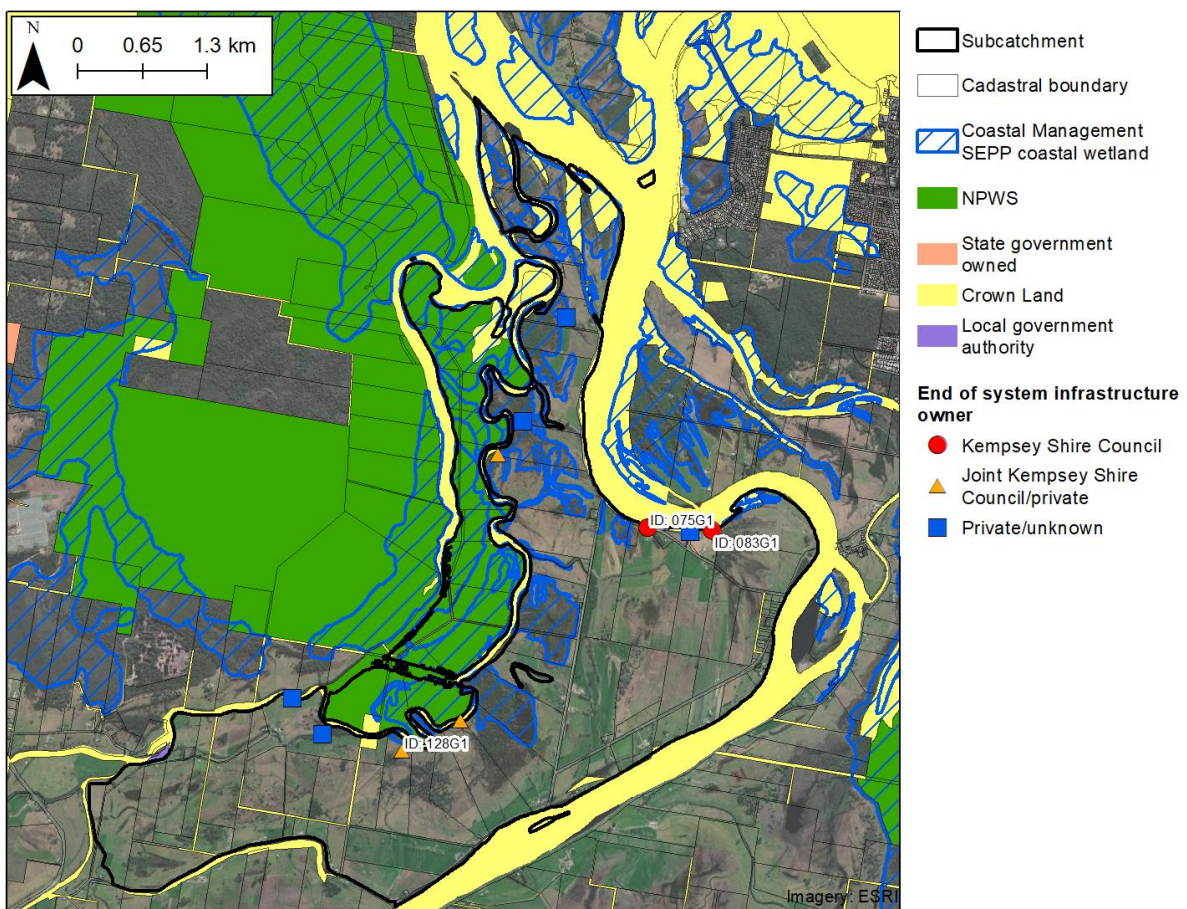 N
0 0.65 1.3 km
Subcatchment
Cadastral boundary
Coastal Management
SEPP coastal wetland
NPWS
State government
owned
Crown Land
Local government
authority
End of system infrastructure
owner
Kempsey Shire Council
Joint Kempsey Shire
Council/private
Private/unknown
ID: 075G1
ID: 083G1
ID: 128G1
Imagery: ESRI